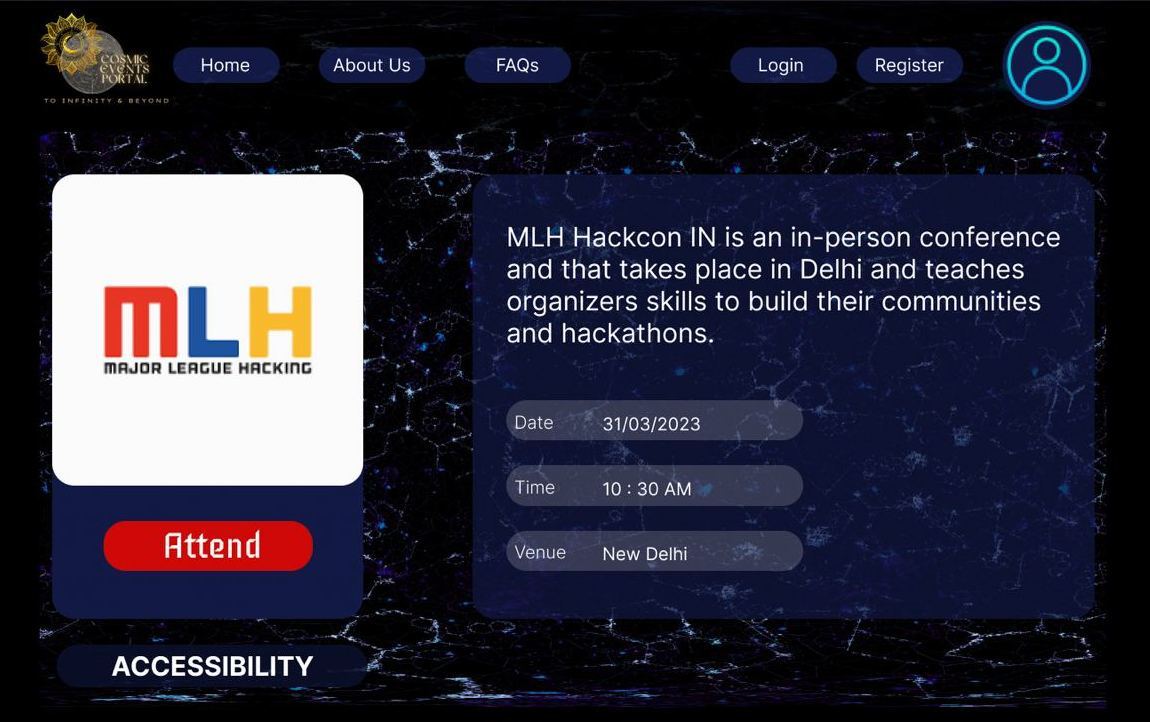 COSMIC
EVENTS
PORTAL
TO INFINITY & BEYOND
Home
About Us
FAQs
Login
Register
MLH
MAJOR LEAGUE HACKING
Attend
ACCESSIBILITY
MLH Hackcon IN is an in-person conference
and that takes place in Delhi and teaches
organizers skills to build their communities
and hackathons.
Date 31/03/2023
Time 10 : 30 AM
Venue New Delhi